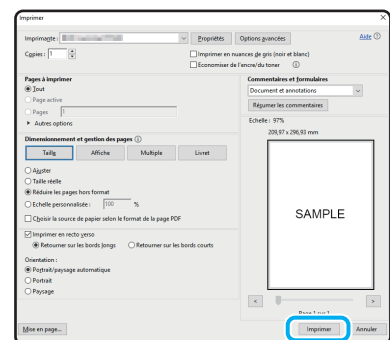 Imprimer
Imprimante :
Propriétés
Options avancées
Aide
Copies : 1
Imprimer en nuances de gris (noir et blanc)
Economiser de l'encre/du toner
Pages à imprimer
Tout
Page active
Pages 1
Autres options
Dimensionnement et gestion des pages
Taille Affiche Multiple Livret
Ajuster
Taille réelle
Réduire les pages hors format
Echelle personnalisée : 100 %
Choisir la source de papier selon le format de la page PDF
Imprimer en recto verso
Retourner sur les bords longs Retourner sur les bords courts
Orientation :
Portrait/paysage automatique
Portrait
Paysage
Commentaires et formulaires
Document et annotations
Résumer les commentaires
Echelle : 97%
209,97 x 296,93 mm
SAMPLE
< >
Page 1 sur 1
Mise en page...
Imprimer Annuler